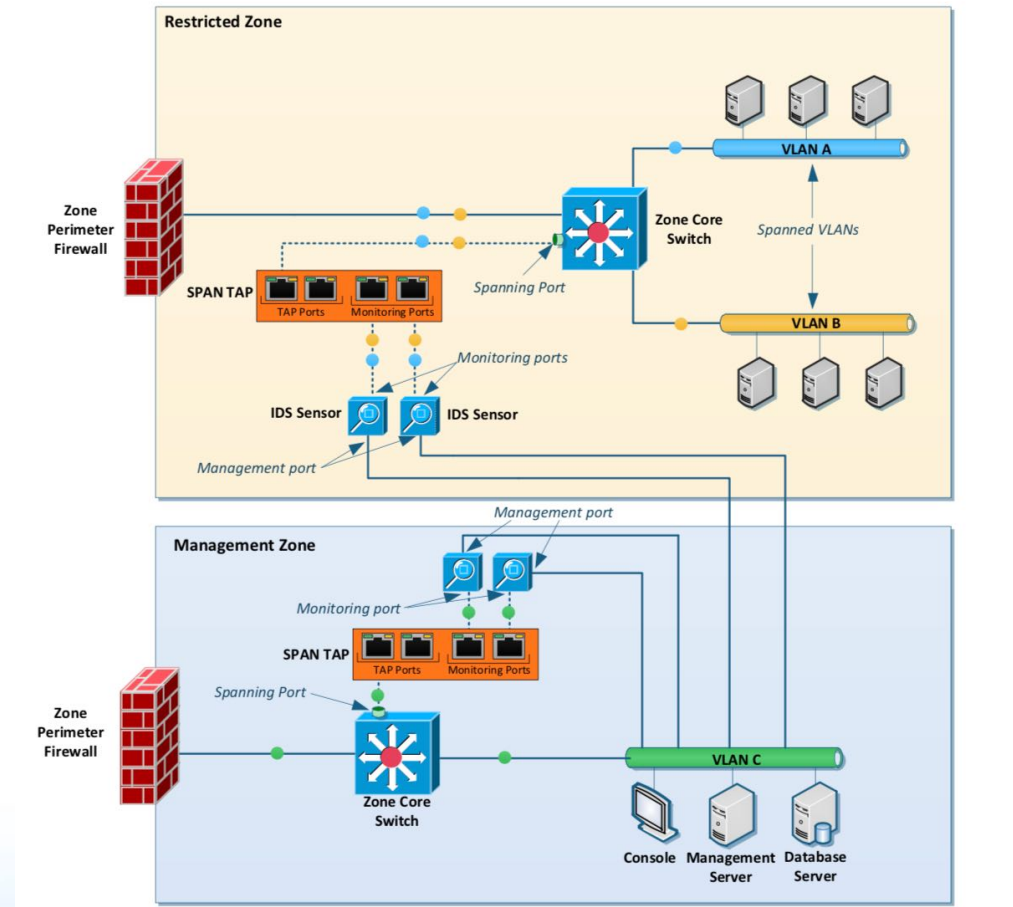 Restricted Zone
VLAN A
Zone
Perimeter
Firewall
Zone Core
Switch
Spanned VLANs
Spanning Port
SPAN TAP
TAP Ports
Monitoring Ports
VLAN B
Monitoring ports
IDS Sensor
IDS Sensor
Management port
Management port
Management Zone
Monitoring port
SPAN TAP
TAP Ports
Monitoring Ports
Spanning Port
Zone
Perimeter
Firewall
VLAN C
Zone Core
Switch
Console
Management
Server
Database
Server